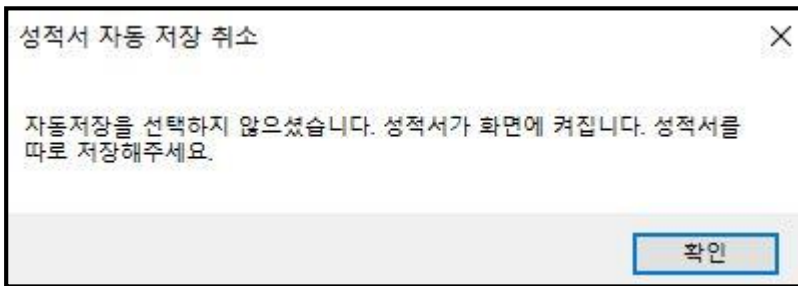 성적서 자동 저장 취소
자동저장을 선택하지 않으셨습니다. 성적서가 화면에 켜집니다. 성적서를
따로 저장해주세요.
확인